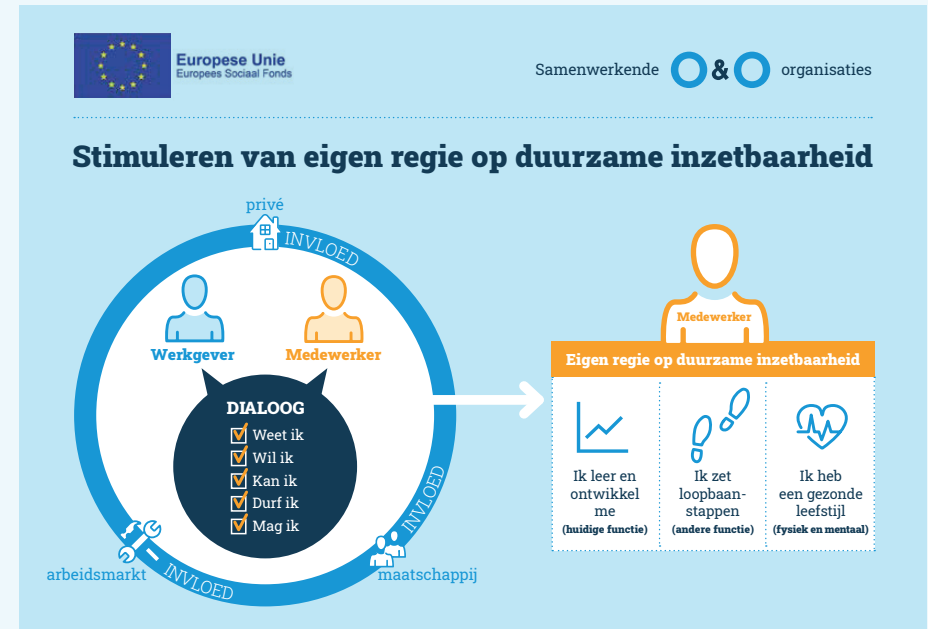 Europese Unie
Europees Sociaal Fonds
Samenwerkende O & O organisaties
Stimuleren van eigen regie op duurzame inzetbaarheid
privé
INVLOED
Werkgever
Medewerker
DIALOOG
Weet ik
Wil ik
Kan ik
Durf ik
Mag ik
INVLOED
arbeidsmarkt
INVLOED
maatschappij
Medewerker
Eigen regie op duurzame inzetbaarheid
Ik leer en
ontwikkel
me
(huidige functie)
Ik zet
loopbaan-
stappen
(andere functie)
Ik heb
een gezonde
leefstijl
(fysiek en mentaal)